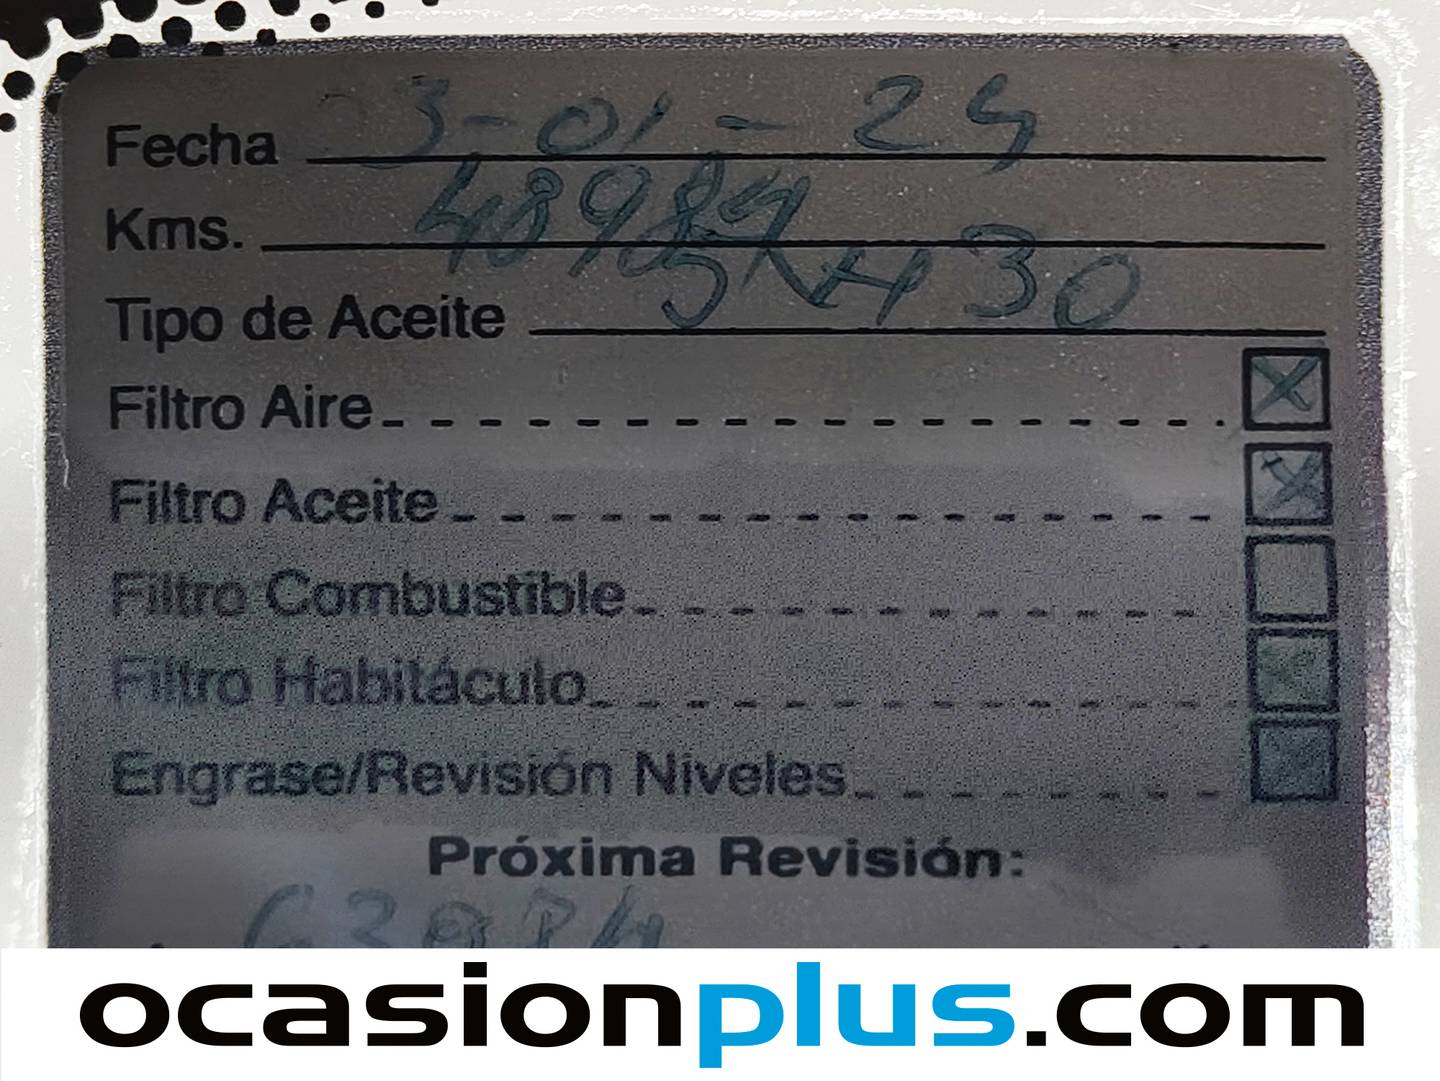 Fecha 3-01-24
Kms. 48984
Tipo de Aceite 5W30
Filtro Aire
Filtro Aceite
Filtro Combustible
Filtro Habitáculo
Engrase/Revisión Niveles
Próxima Revisión:
ocasionplus.com